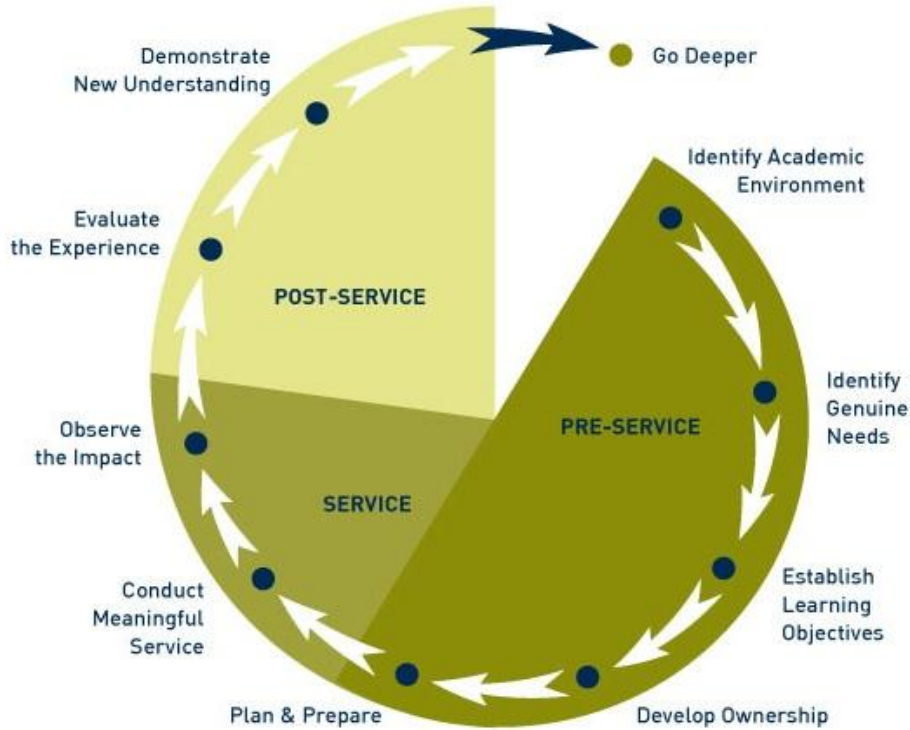 Demonstrate
New Understanding
Go Deeper
Identify Academic
Environment
Evaluate
the Experience
POST-SERVICE
Identify
Genuine
Needs
PRE-SERVICE
Observe
the Impact
SERVICE
Establish
Learning
Objectives
Conduct
Meaningful
Service
Plan & Prepare
Develop Ownership